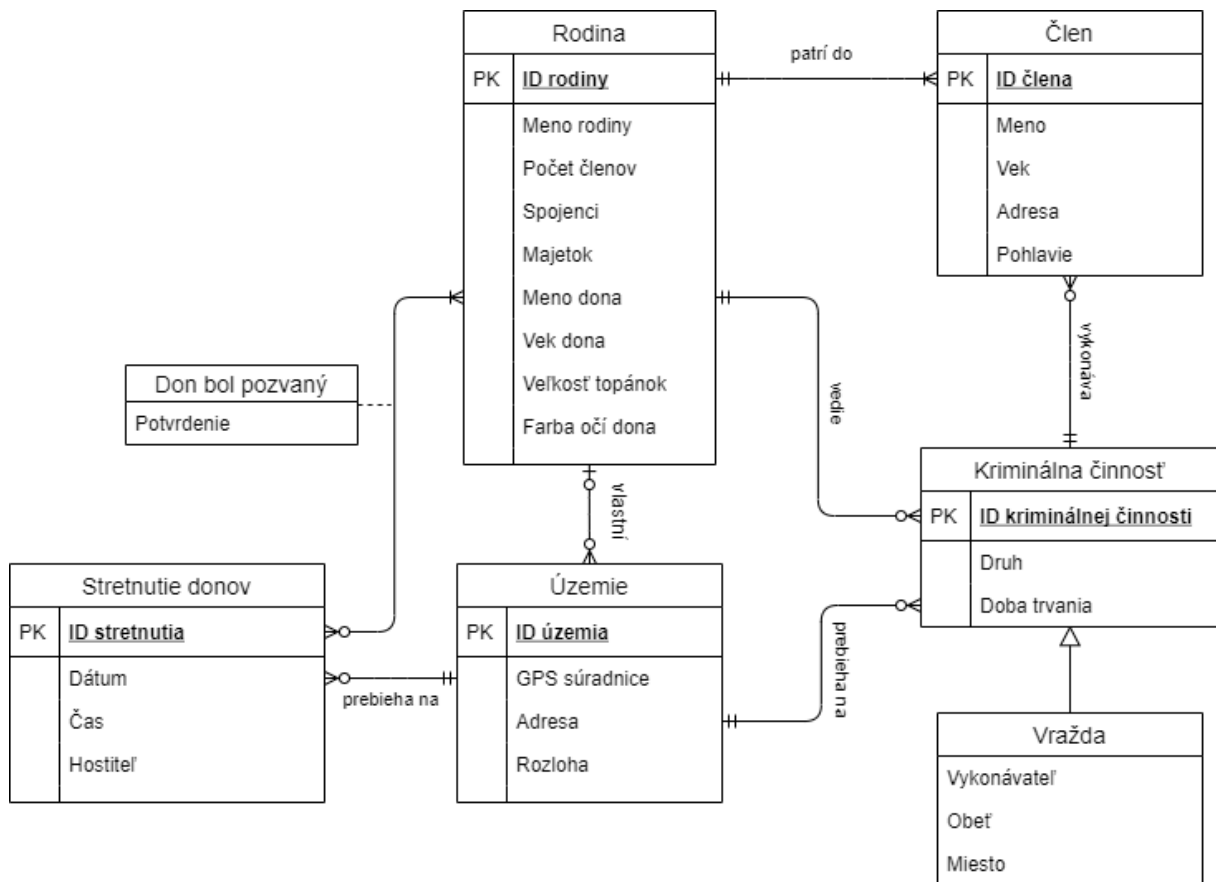 Rodina
PK ID rodiny
Meno rodiny
Počet členov
Spojenci
Majetok
Meno dona
Vek dona
Veľkosť topánok
Farba očí dona
patrí do
Člen
PK ID člena
Meno
Vek
Adresa
Pohlavie
vykonáva
vedie
vlastní
Don bol pozvaný
Potvrdenie
Kriminálna činnosť
PK ID kriminálnej činnosti
Druh
Doba trvania
Stretnutie donov
PK ID stretnutia
Dátum
Čas
Hostiteľ
prebieha na
Územie
PK ID územia
GPS súradnice
Adresa
Rozloha
prebieha na
Vražda
Vykonávateľ
Obeť
Miesto